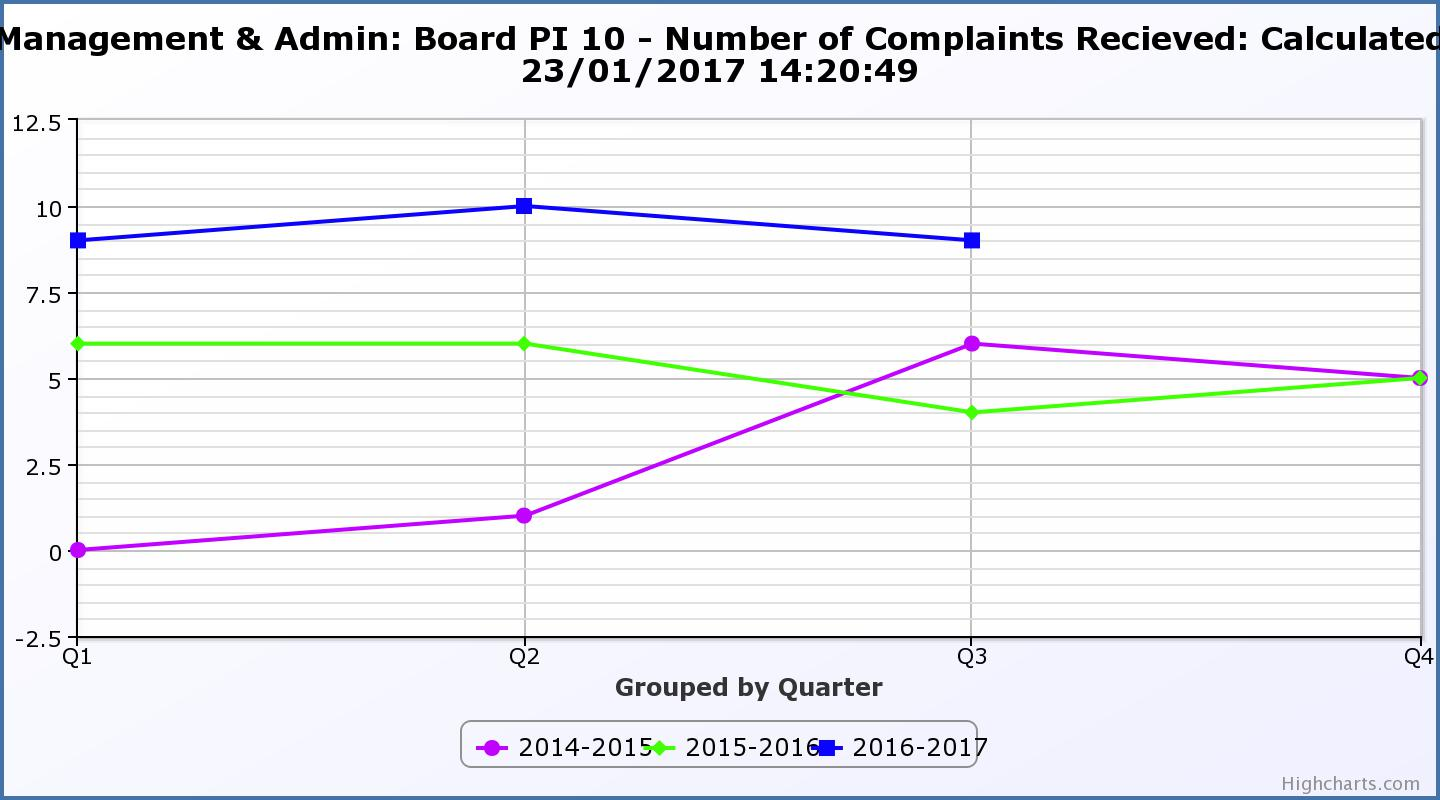 Management & Admin: Board PI 10 - Number of Complaints Recieved: Calculated
23/01/2017 14:20:49
12.5
10
7.5
5
2.5
0
-2.5
Q1 Q2 Q3 Q4
Grouped by Quarter
2014-2015 2015-2016 2016-2017
Highcharts.com